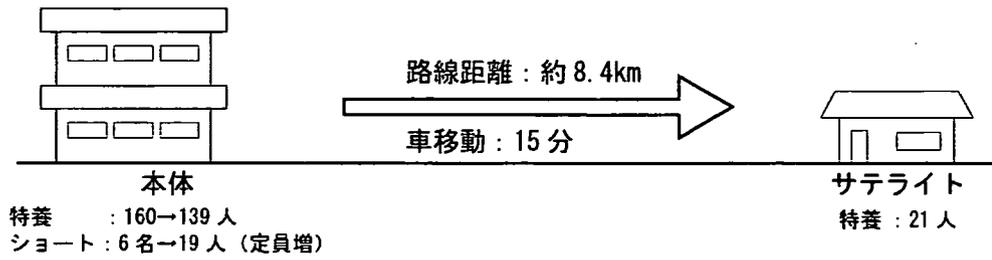 路線距離：約8.4km
車移動：15分
本体
特養　　：160→139人
ショート：6名→19人（定員増）
サテライト
特養：21人